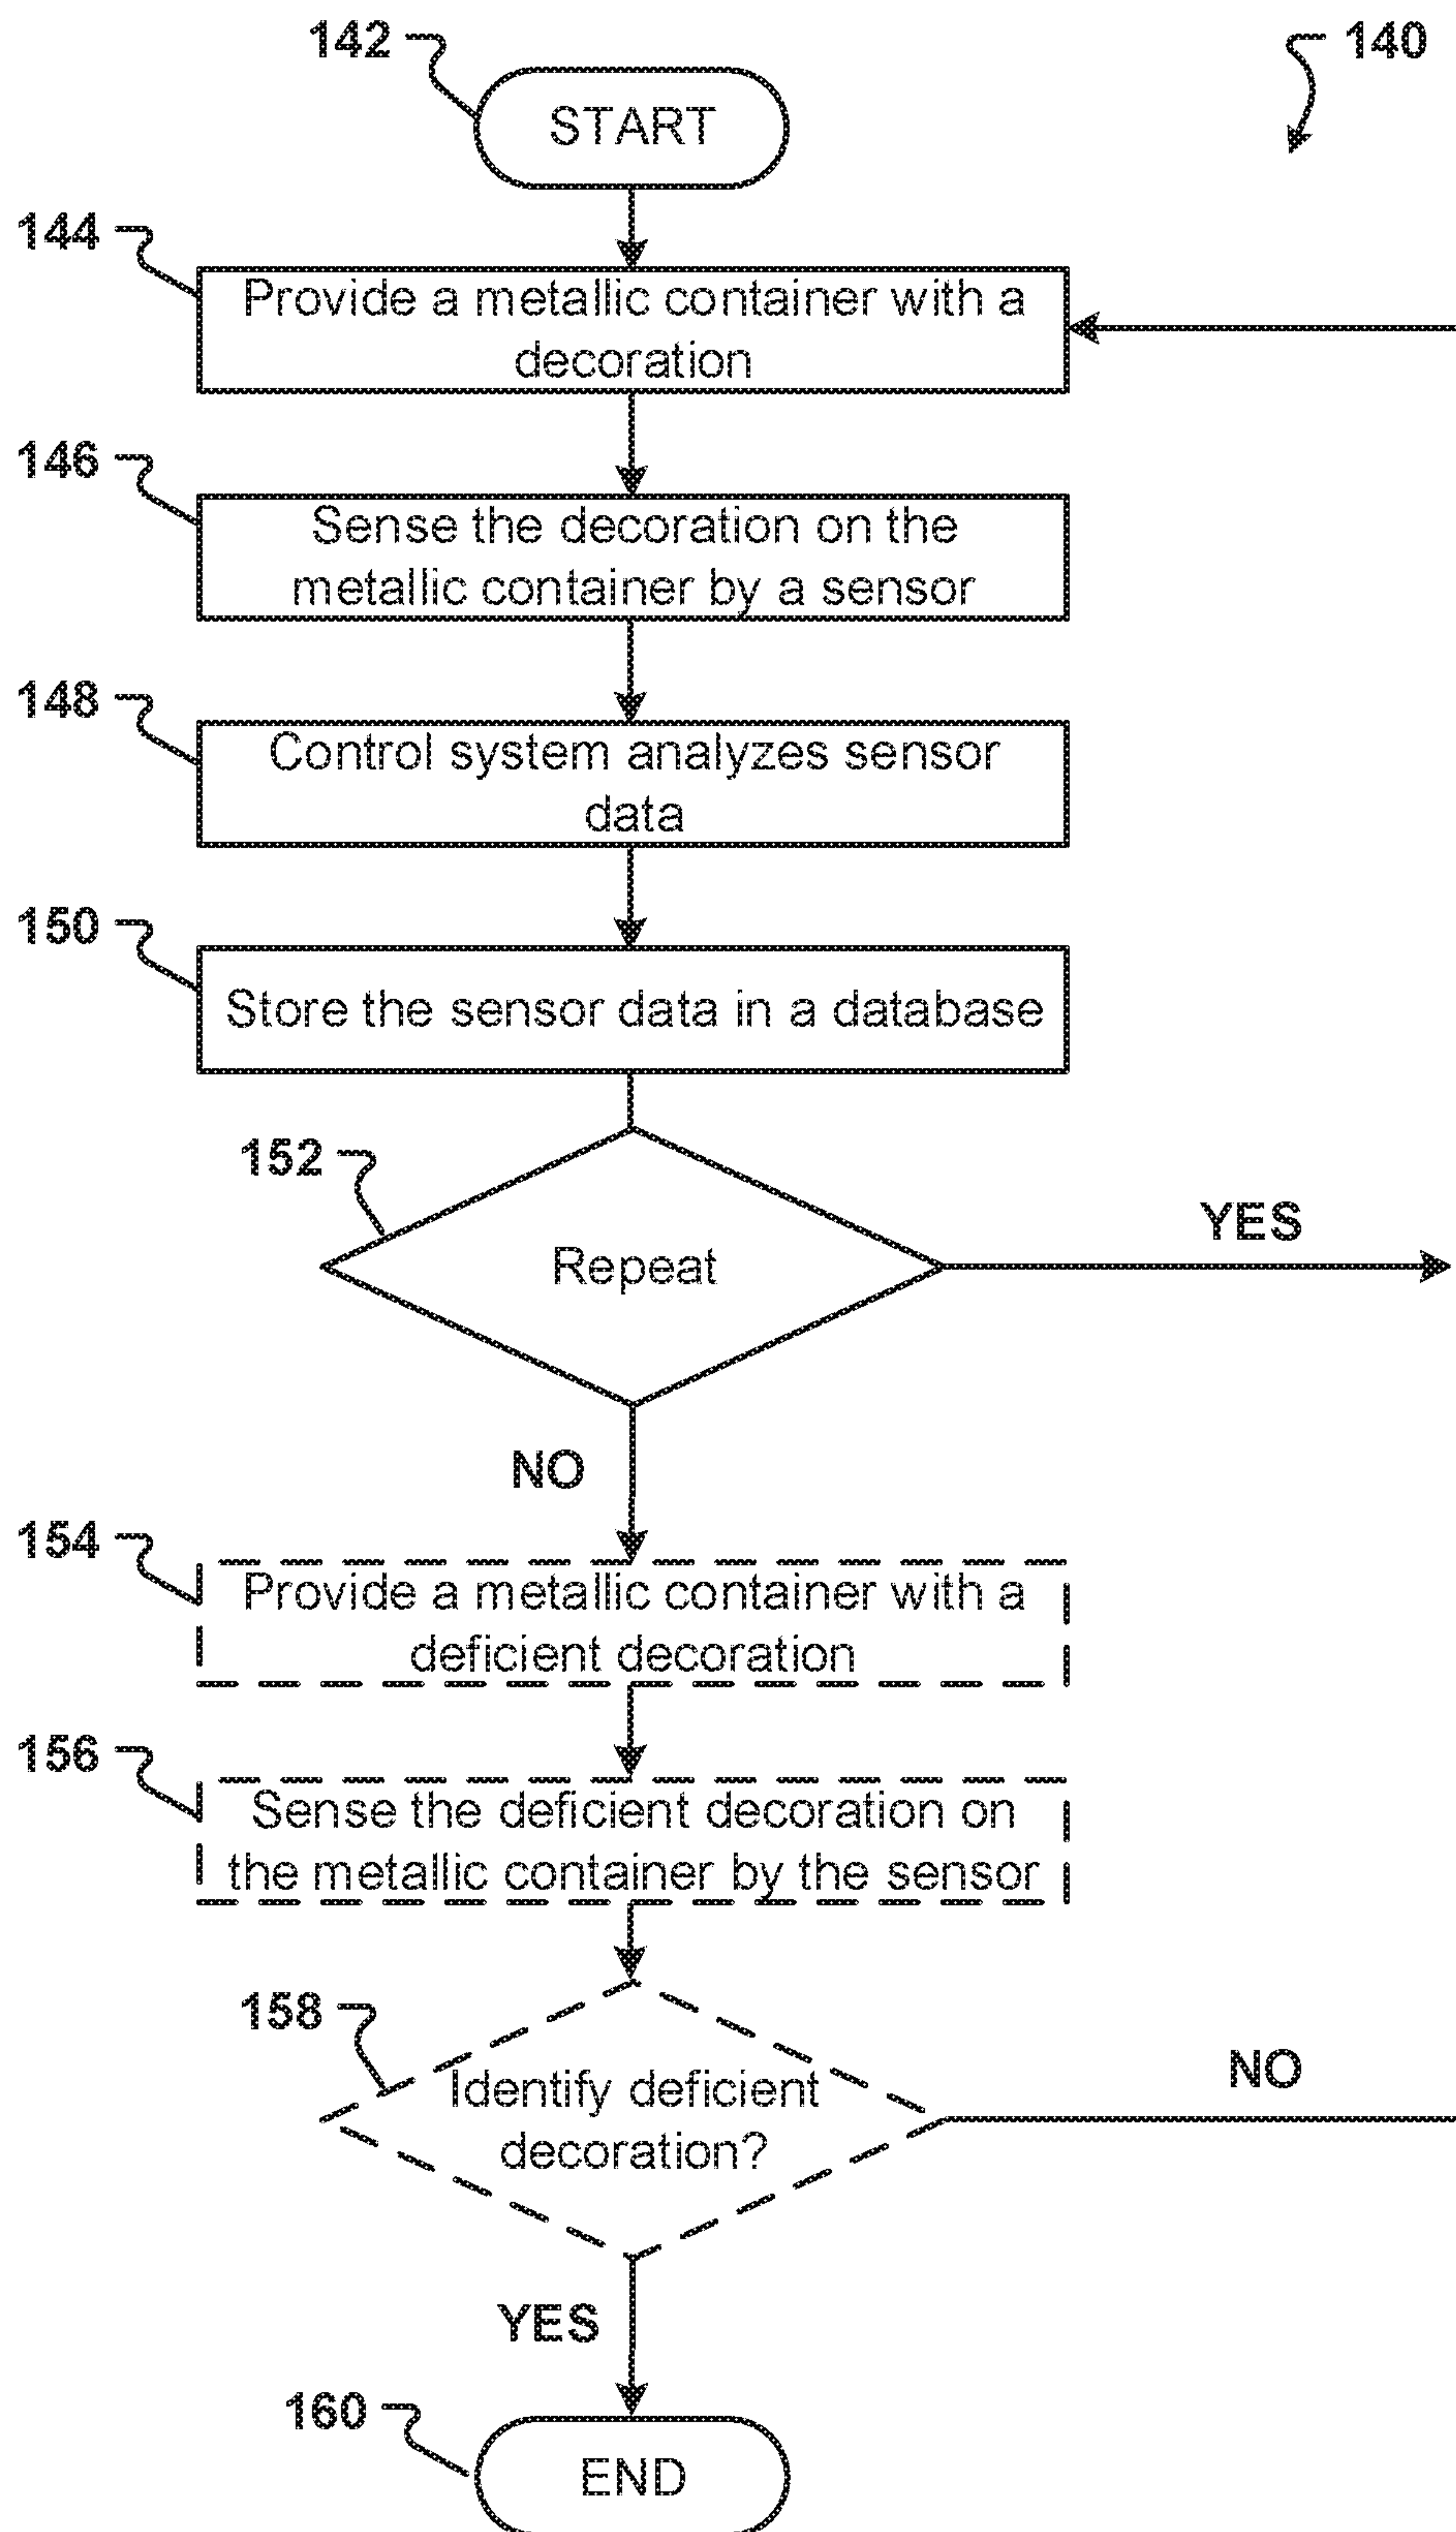 142
140
START
144
Provide a metallic container with a
decoration
146
Sense the decoration on the
metallic container by a sensor
148
Control system analyzes sensor
data
150
Store the sensor data in a database
152
Repeat
YES
NO
154
Provide a metallic container with a
deficient decoration
156
Sense the deficient decoration on
the metallic container by the sensor
158
Identify deficient
decoration?
NO
YES
160
END